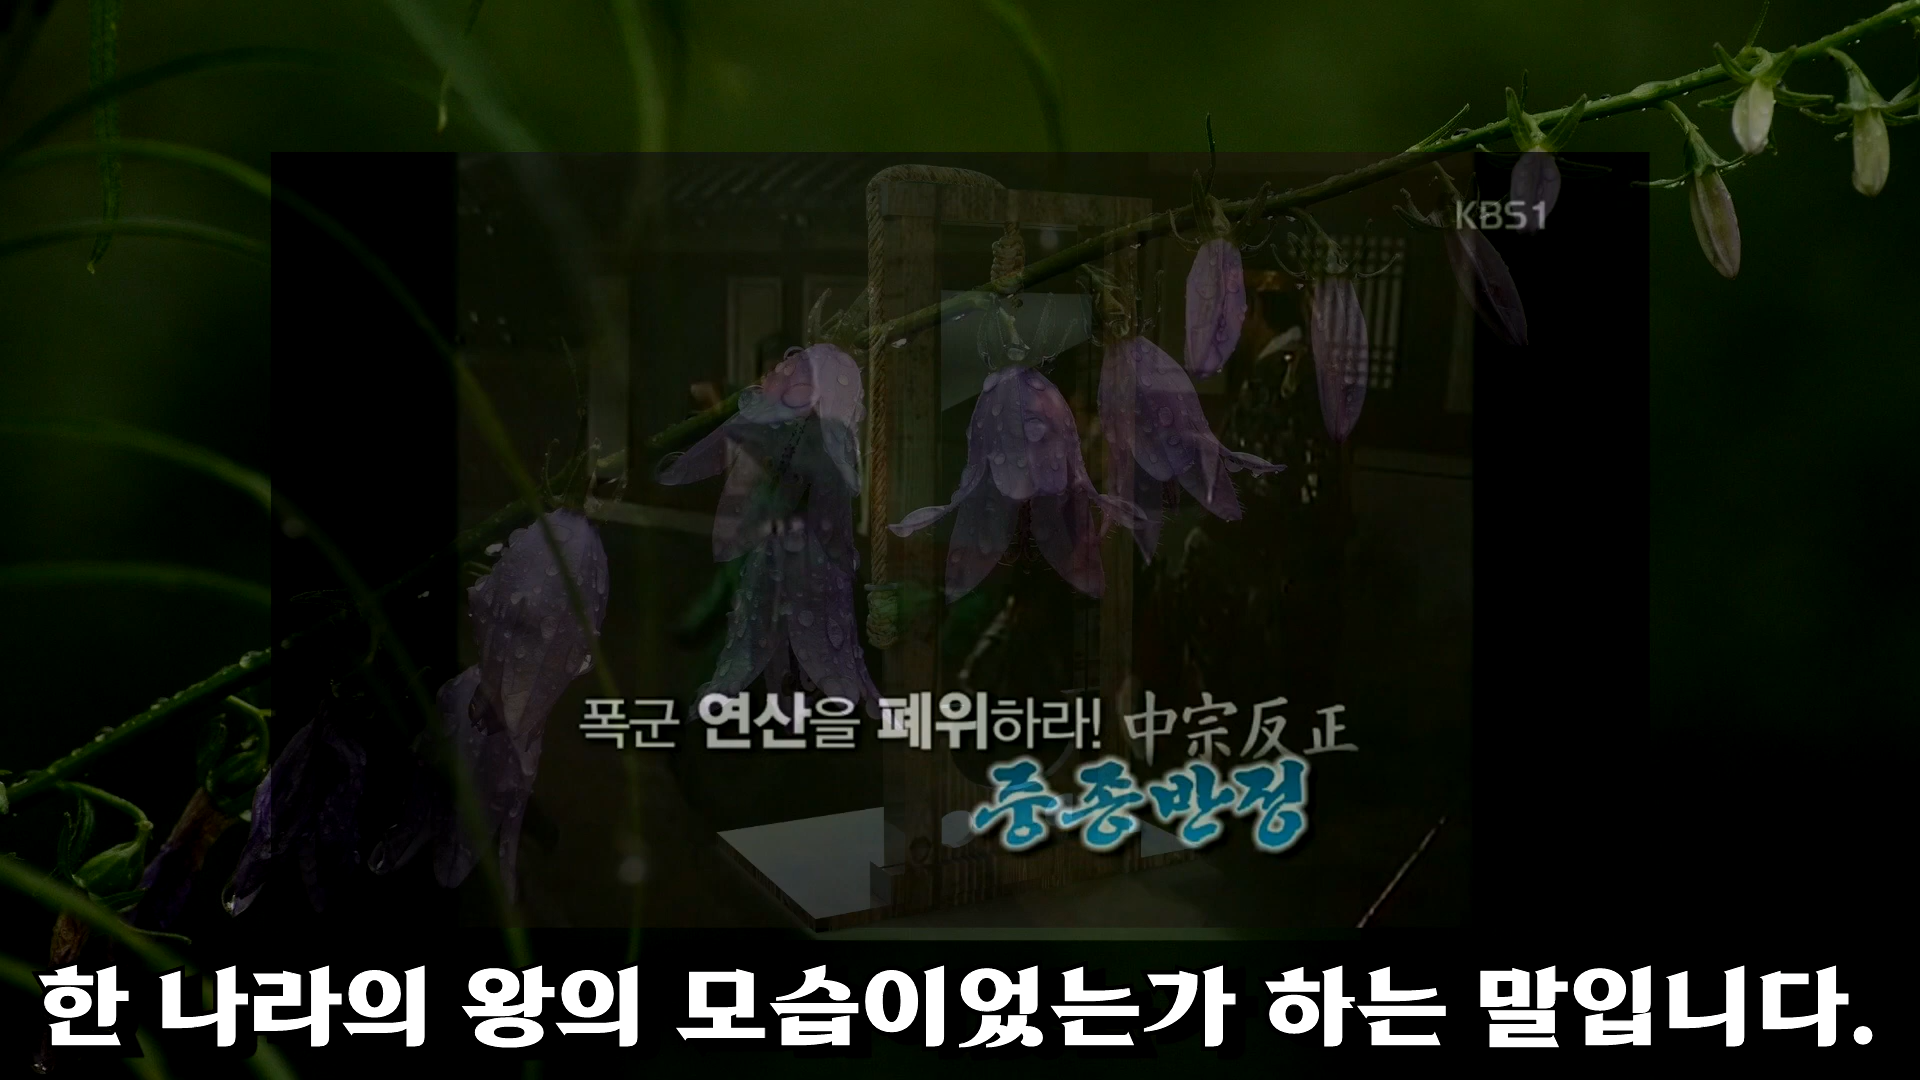 KBS1
폭군 연산을 폐위하라! 中宗反正
중종반정
한 나라의 왕의 모습이었는가 하는 말입니다.